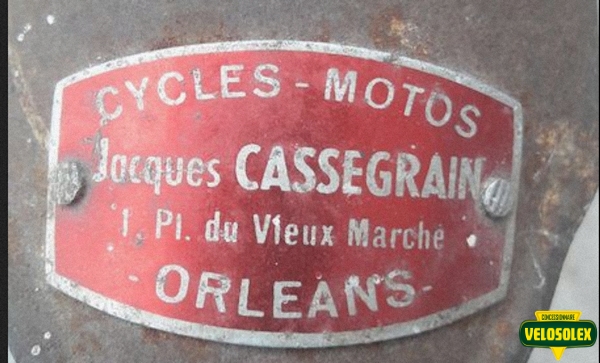 CYCLES - MOTOS
Jacques CASSEGRAIN
1, Pl. du Vieux Marché
- ORLEANS -
CONCESSIONNAIRE
VELOSOLEX